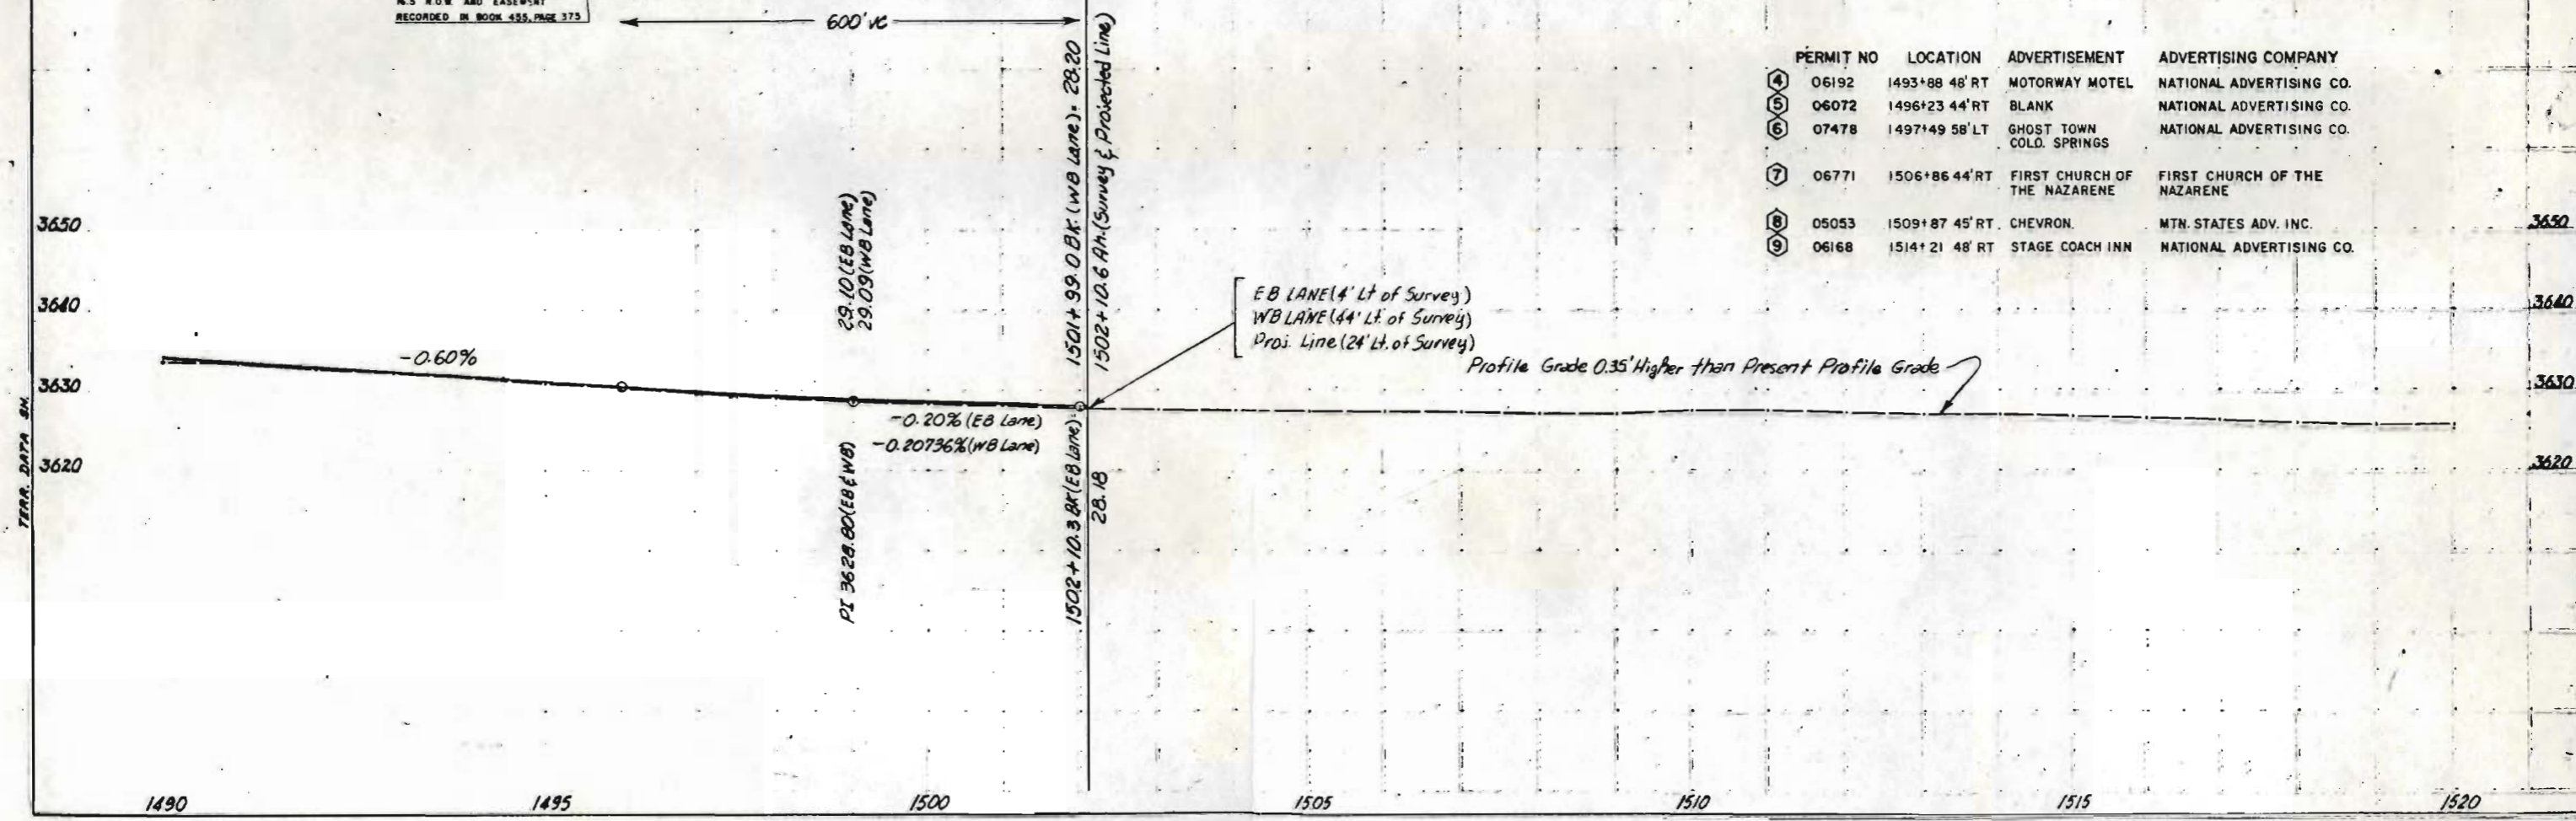 16.5 R.O.W. AND EASEMENT
RECORDED IN BOOK 455, PAGE 375
600' VC
PERMIT NO LOCATION ADVERTISEMENT ADVERTISING COMPANY
4 06192 1493+88 48' RT MOTORWAY MOTEL NATIONAL ADVERTISING CO.
5 06072 1496+23 44' RT BLANK NATIONAL ADVERTISING CO.
6 07478 1497+49 58' LT GHOST TOWN NATIONAL ADVERTISING CO.
COLO. SPRINGS
7 06771 1506+86 44' RT FIRST CHURCH OF FIRST CHURCH OF THE
THE NAZARENE NAZARENE
8 05053 1509+87 45' RT. CHEVRON. MTN. STATES ADV. INC.
9 06168 1514+21 48' RT STAGE COACH INN NATIONAL ADVERTISING CO.
1501+99.0 BK (WB Lane) = 28.20
1502+10.6 Ah. (Survey & Projected Line)
29.10 (EB Lane)
29.09 (WB Lane)
3650
3640
3630
3620
3650
3640
3630
3620
-0.60%
EB LANE (4' Lt of Survey)
WB LANE (44' Lt. of Survey)
Proj. Line (24' Lt. of Survey)
Profile Grade 0.35' Higher than Present Profile Grade
-0.20% (EB Lane)
-0.20736% (WB Lane)
PI 3628.80 (EB & WB)
1502+10.3 BK (EB Lane)
28.18
TERR. DATA SH.
1490 1495 1500 1505 1510 1515 1520